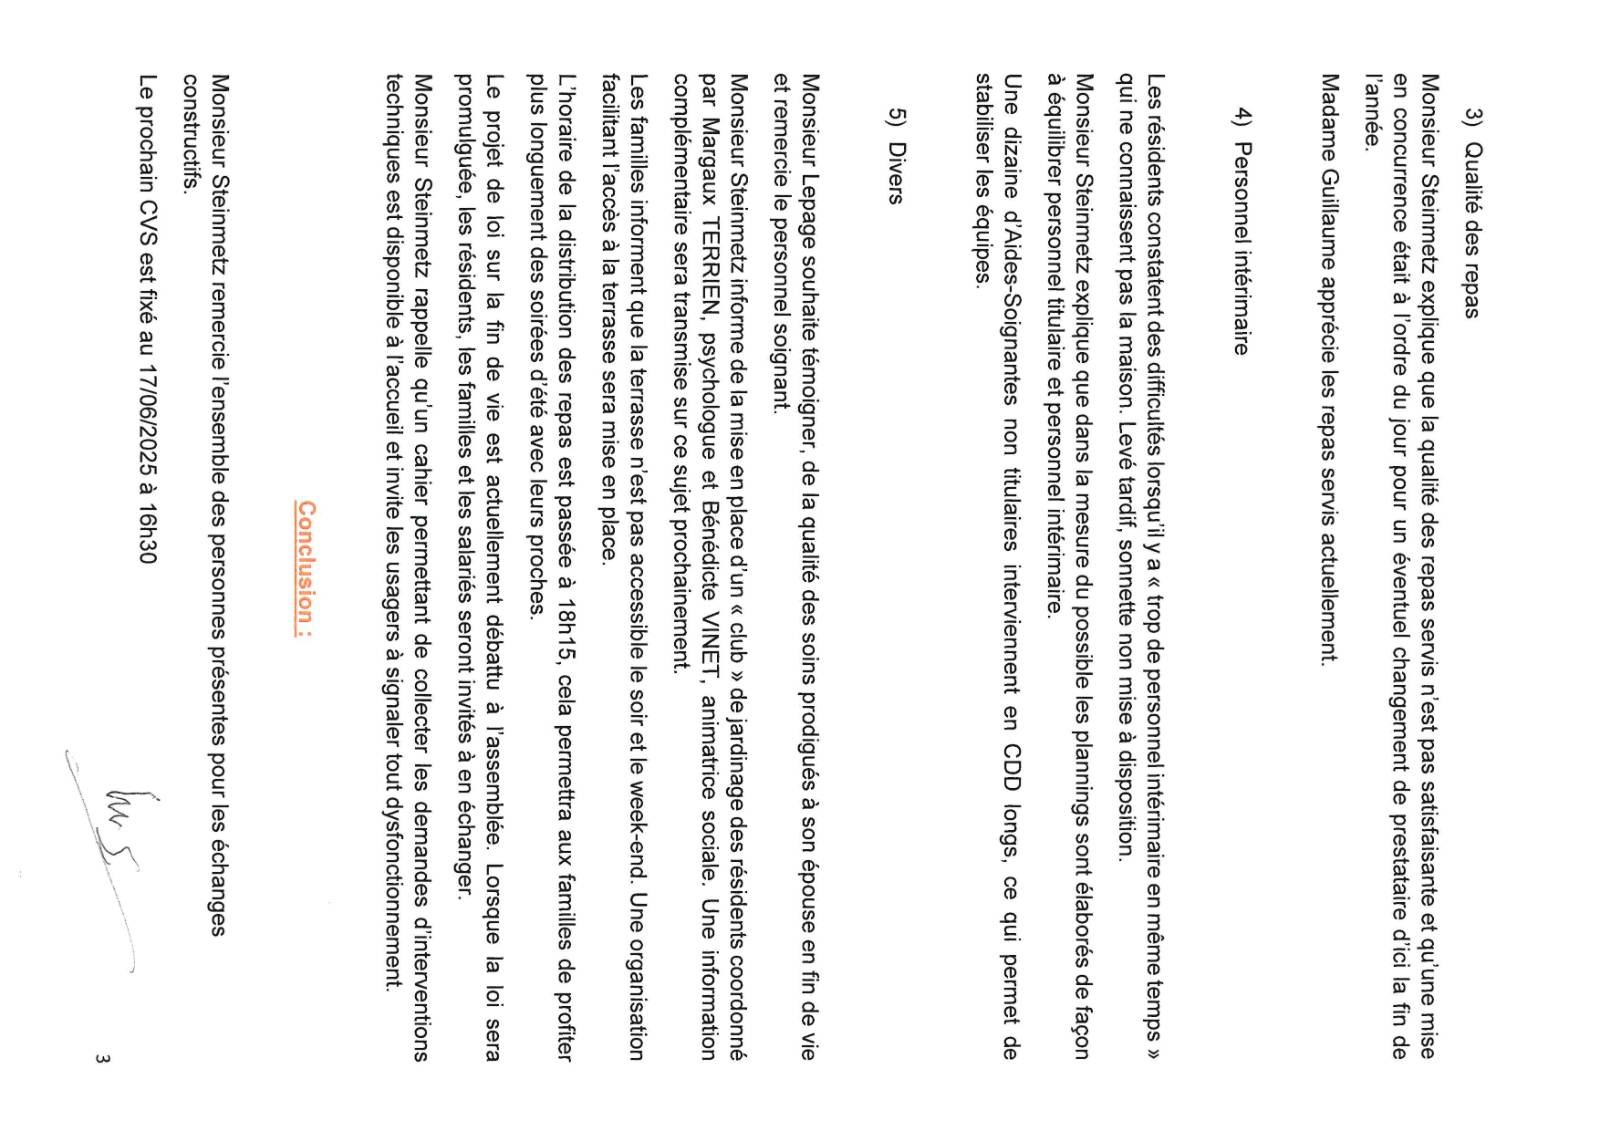 3) Qualité des repas
Monsieur Steinmetz explique que la qualité des repas servis n'est pas satisfaisante et qu'une mise
en concurrence était à l'ordre du jour pour un éventuel changement de prestataire d'ici la fin de
l'année.
Madame Guillaume apprécie les repas servis actuellement.
4) Personnel intérimaire
Les résidents constatent des difficultés lorsqu'il y a « trop de personnel intérimaire en même temps »
qui ne connaissent pas la maison. Levé tardif, sonnette non mise à disposition.
Monsieur Steinmetz explique que dans la mesure du possible les plannings sont élaborés de façon
à équilibrer personnel titulaire et personnel intérimaire.
Une dizaine d'Aides-Soignantes non titulaires interviennent en CDD longs, ce qui permet de
stabiliser les équipes.
5) Divers
Monsieur Lepage souhaite témoigner, de la qualité des soins prodigués à son épouse en fin de vie
et remercie le personnel soignant.
Monsieur Steinmetz informe de la mise en place d'un « club » de jardinage des résidents coordonné
par Margaux TERRIEN, psychologue et Bénédicte VINET, animatrice sociale. Une information
complémentaire sera transmise sur ce sujet prochainement.
Les familles informent que la terrasse n'est pas accessible le soir et le week-end. Une organisation
facilitant l'accès à la terrasse sera mise en place.
L'horaire de la distribution des repas est passée à 18h15, cela permettra aux familles de profiter
plus longuement des soirées d'été avec leurs proches.
Le projet de loi sur la fin de vie est actuellement débattu à l'assemblée. Lorsque la loi sera
promulguée, les résidents, les familles et les salariés seront invités à en échanger.
Monsieur Steinmetz rappelle qu'un cahier permettant de collecter les demandes d'interventions
techniques est disponible à l'accueil et invite les usagers à signaler tout dysfonctionnement.
Conclusion :
Monsieur Steinmetz remercie l'ensemble des personnes présentes pour les échanges
constructifs.
Le prochain CVS est fixé au 17/06/2025 à 16h30
3